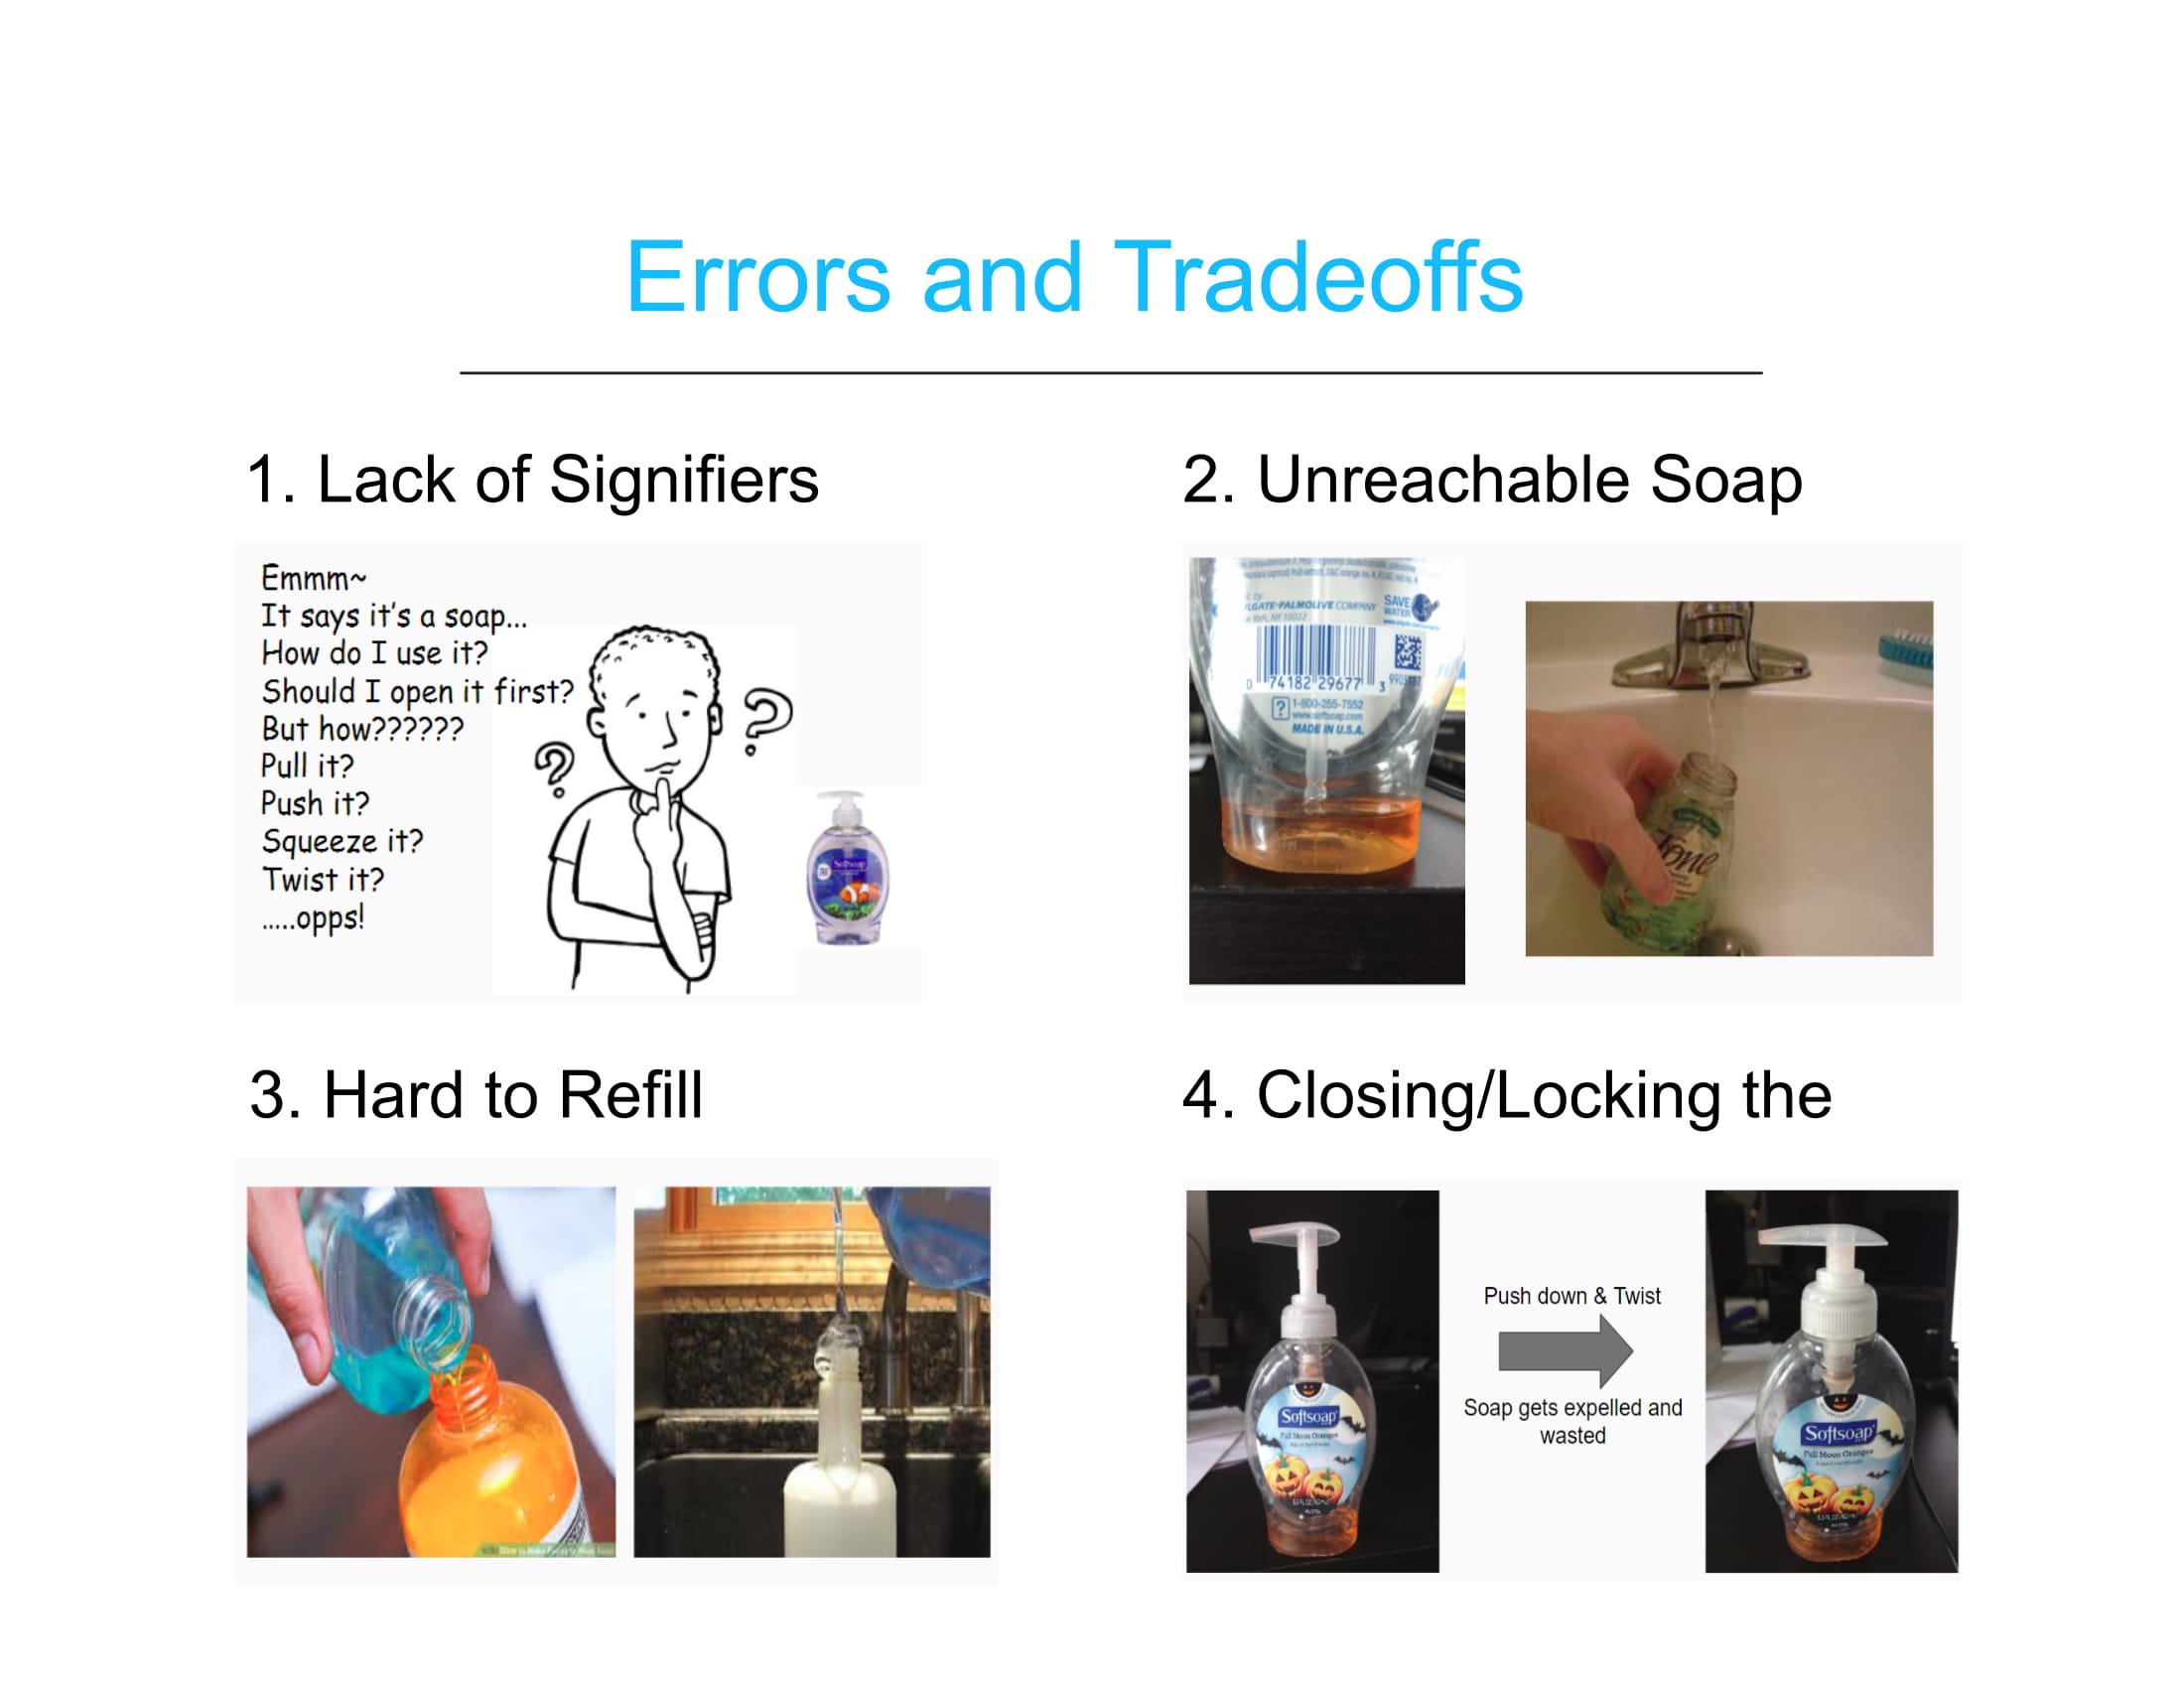 Errors and Tradeoffs
1. Lack of Signifiers
Emmm~
It says it's a soap...
How do I use it?
Should I open it first?
But how??????
Pull it?
Push it?
Squeeze it?
Twist it?
.....opps!
Softsoap
2. Unreachable Soap
LGATE-PALMOLIVE COMPANY
SAVE
WATER
0 74182 29677 3
1-800-255-7552
www.softsoap.com
MADE IN U.S.A.
Tone
3. Hard to Refill
4. Closing/Locking the
Softsoap
Full Moon Oranges
Push down & Twist
Soap gets expelled and
wasted
Softsoap
Full Moon Oranges